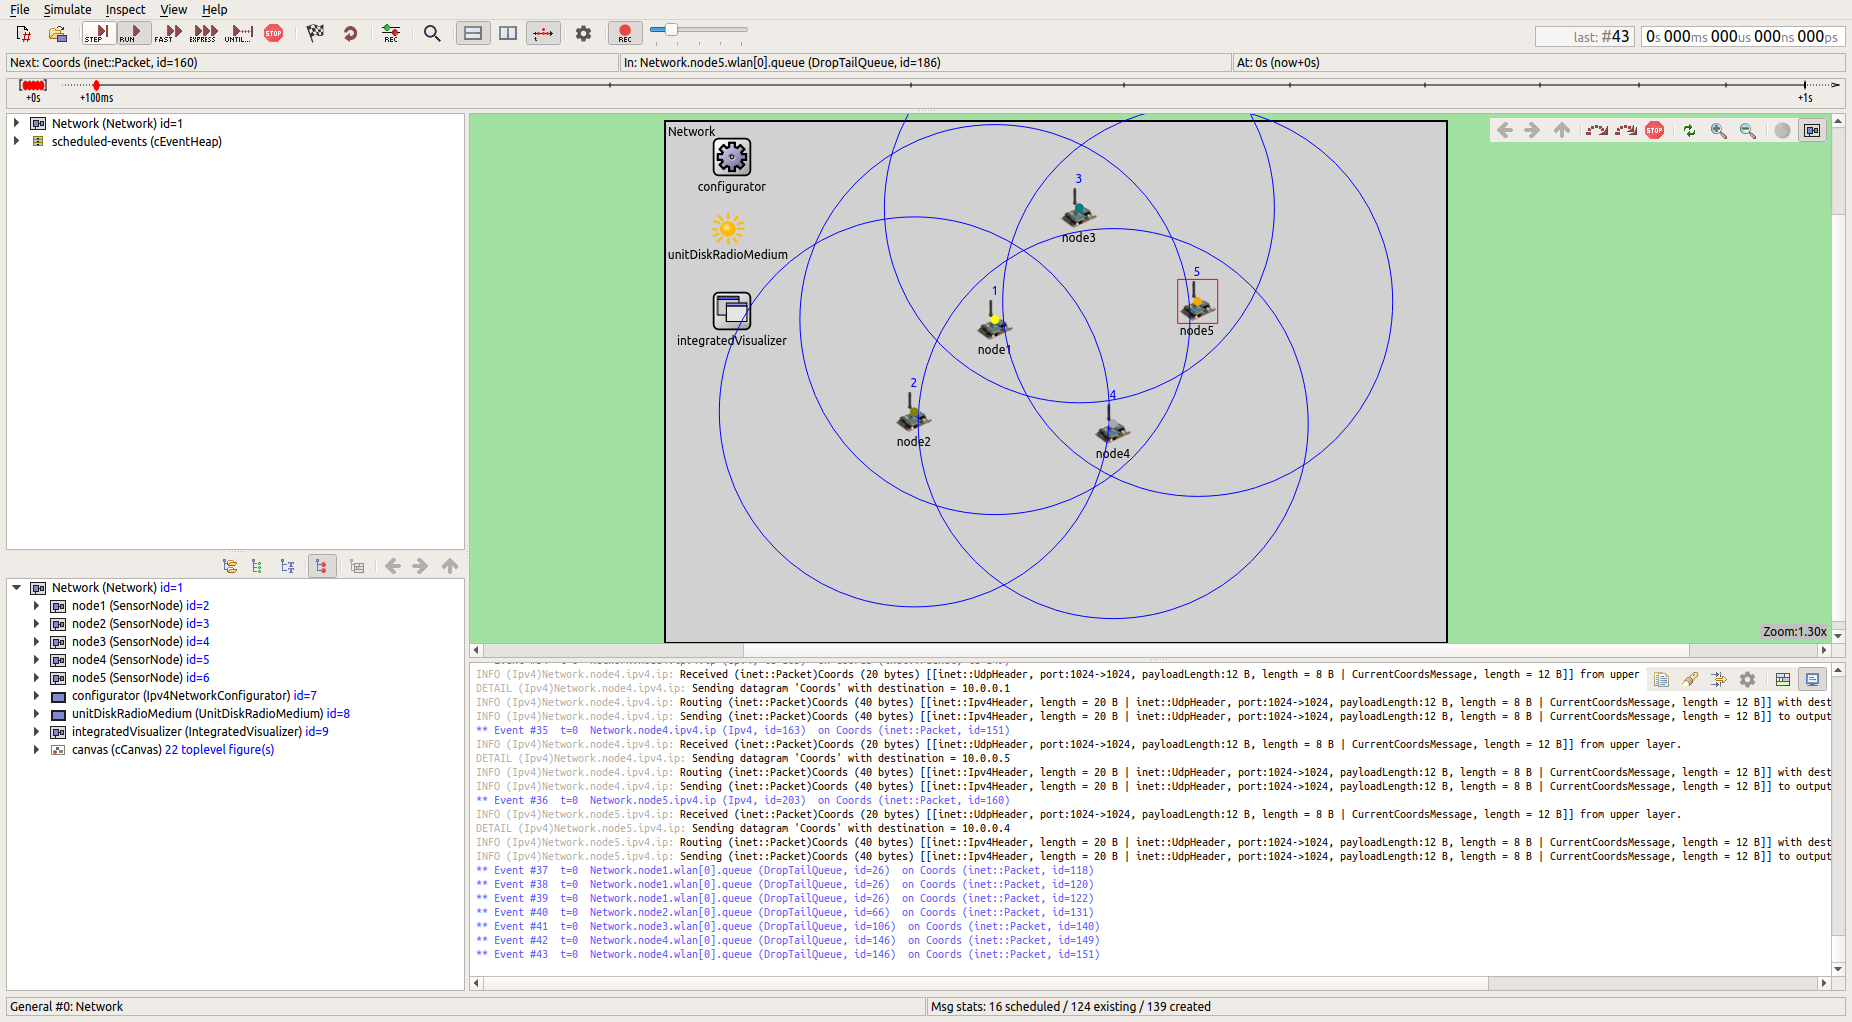 File Simulate Inspect View Help
STEP RUN FAST EXPRESS UNTIL... STOP REC REC
last: #43 0s 000ms 000us 000ns 000ps
Next: Coords (inet::Packet, id=160) In: Network.node5.wlan[0].queue (DropTailQueue, id=186) At: 0s (now+0s)
+0s +100ms +1s
Network (Network) id=1
scheduled-events (cEventHeap)
Network (Network) id=1
node1 (SensorNode) id=2
node2 (SensorNode) id=3
node3 (SensorNode) id=4
node4 (SensorNode) id=5
node5 (SensorNode) id=6
configurator (Ipv4NetworkConfigurator) id=7
unitDiskRadioMedium (UnitDiskRadioMedium) id=8
integratedVisualizer (IntegratedVisualizer) id=9
canvas (cCanvas) 22 toplevel figure(s)
Network
STOP
configurator
unitDiskRadioMedium
integratedVisualizer
3
node3
5
node5
1
node1
2
node2
4
node4
Zoom:1.30x
INFO (Ipv4)Network.node4.ipv4.ip: Received (inet::Packet)Coords (20 bytes) [[inet::UdpHeader, port:1024->1024, payloadLength:12 B, length = 8 B | CurrentCoordsMessage, length = 12 B]] from upper
DETAIL (Ipv4)Network.node4.ipv4.ip: Sending datagram 'Coords' with destination = 10.0.0.1
INFO (Ipv4)Network.node4.ipv4.ip: Routing (inet::Packet)Coords (40 bytes) [[inet::Ipv4Header, length = 20 B | inet::UdpHeader, port:1024->1024, payloadLength:12 B, length = 8 B | CurrentCoordsMessage, length = 12 B]] with dest
INFO (Ipv4)Network.node4.ipv4.ip: Sending (inet::Packet)Coords (40 bytes) [[inet::Ipv4Header, length = 20 B | inet::UdpHeader, port:1024->1024, payloadLength:12 B, length = 8 B | CurrentCoordsMessage, length = 12 B]] to output
** Event #35 t=0 Network.node4.ipv4.ip (Ipv4, id=163) on Coords (inet::Packet, id=151)
INFO (Ipv4)Network.node4.ipv4.ip: Received (inet::Packet)Coords (20 bytes) [[inet::UdpHeader, port:1024->1024, payloadLength:12 B, length = 8 B | CurrentCoordsMessage, length = 12 B]] from upper layer.
DETAIL (Ipv4)Network.node4.ipv4.ip: Sending datagram 'Coords' with destination = 10.0.0.5
INFO (Ipv4)Network.node4.ipv4.ip: Routing (inet::Packet)Coords (40 bytes) [[inet::Ipv4Header, length = 20 B | inet::UdpHeader, port:1024->1024, payloadLength:12 B, length = 8 B | CurrentCoordsMessage, length = 12 B]] with dest
INFO (Ipv4)Network.node4.ipv4.ip: Sending (inet::Packet)Coords (40 bytes) [[inet::Ipv4Header, length = 20 B | inet::UdpHeader, port:1024->1024, payloadLength:12 B, length = 8 B | CurrentCoordsMessage, length = 12 B]] to output
** Event #36 t=0 Network.node5.ipv4.ip (Ipv4, id=203) on Coords (inet::Packet, id=160)
INFO (Ipv4)Network.node5.ipv4.ip: Received (inet::Packet)Coords (20 bytes) [[inet::UdpHeader, port:1024->1024, payloadLength:12 B, length = 8 B | CurrentCoordsMessage, length = 12 B]] from upper layer.
DETAIL (Ipv4)Network.node5.ipv4.ip: Sending datagram 'Coords' with destination = 10.0.0.4
INFO (Ipv4)Network.node5.ipv4.ip: Routing (inet::Packet)Coords (40 bytes) [[inet::Ipv4Header, length = 20 B | inet::UdpHeader, port:1024->1024, payloadLength:12 B, length = 8 B | CurrentCoordsMessage, length = 12 B]] with dest
INFO (Ipv4)Network.node5.ipv4.ip: Sending (inet::Packet)Coords (40 bytes) [[inet::Ipv4Header, length = 20 B | inet::UdpHeader, port:1024->1024, payloadLength:12 B, length = 8 B | CurrentCoordsMessage, length = 12 B]] to output
** Event #37 t=0 Network.node1.wlan[0].queue (DropTailQueue, id=26) on Coords (inet::Packet, id=118)
** Event #38 t=0 Network.node1.wlan[0].queue (DropTailQueue, id=26) on Coords (inet::Packet, id=120)
** Event #39 t=0 Network.node1.wlan[0].queue (DropTailQueue, id=26) on Coords (inet::Packet, id=122)
** Event #40 t=0 Network.node2.wlan[0].queue (DropTailQueue, id=66) on Coords (inet::Packet, id=131)
** Event #41 t=0 Network.node3.wlan[0].queue (DropTailQueue, id=106) on Coords (inet::Packet, id=140)
** Event #42 t=0 Network.node4.wlan[0].queue (DropTailQueue, id=146) on Coords (inet::Packet, id=149)
** Event #43 t=0 Network.node4.wlan[0].queue (DropTailQueue, id=146) on Coords (inet::Packet, id=151)
General #0: Network Msg stats: 16 scheduled / 124 existing / 139 created